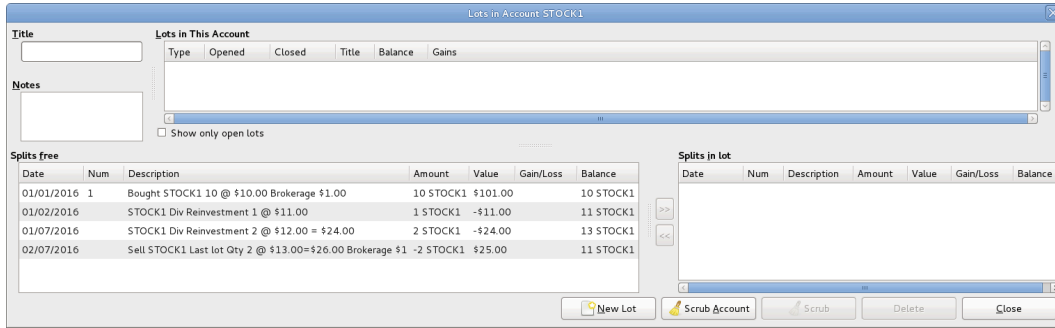 Lots in Account STOCK1
Title
Lots in This Account
Type Opened Closed Title Balance Gains
Notes
Show only open lots
Splits free
Splits in lot
Date Num Description Amount Value Gain/Loss Balance
Date Num Description Amount Value Gain/Loss Balance
01/01/2016 1 Bought STOCK1 10 @ $10.00 Brokerage $1.00 10 STOCK1 $101.00 10 STOCK1
01/02/2016 STOCK1 Div Reinvestment 1 @ $11.00 1 STOCK1 -$11.00 11 STOCK1
>>
01/07/2016 STOCK1 Div Reinvestment 2 @ $12.00 = $24.00 2 STOCK1 -$24.00 13 STOCK1
<<
02/07/2016 Sell STOCK1 Last lot Qty 2 @ $13.00=$26.00 Brokerage $1 -2 STOCK1 $25.00 11 STOCK1
New Lot Scrub Account Scrub Delete Close